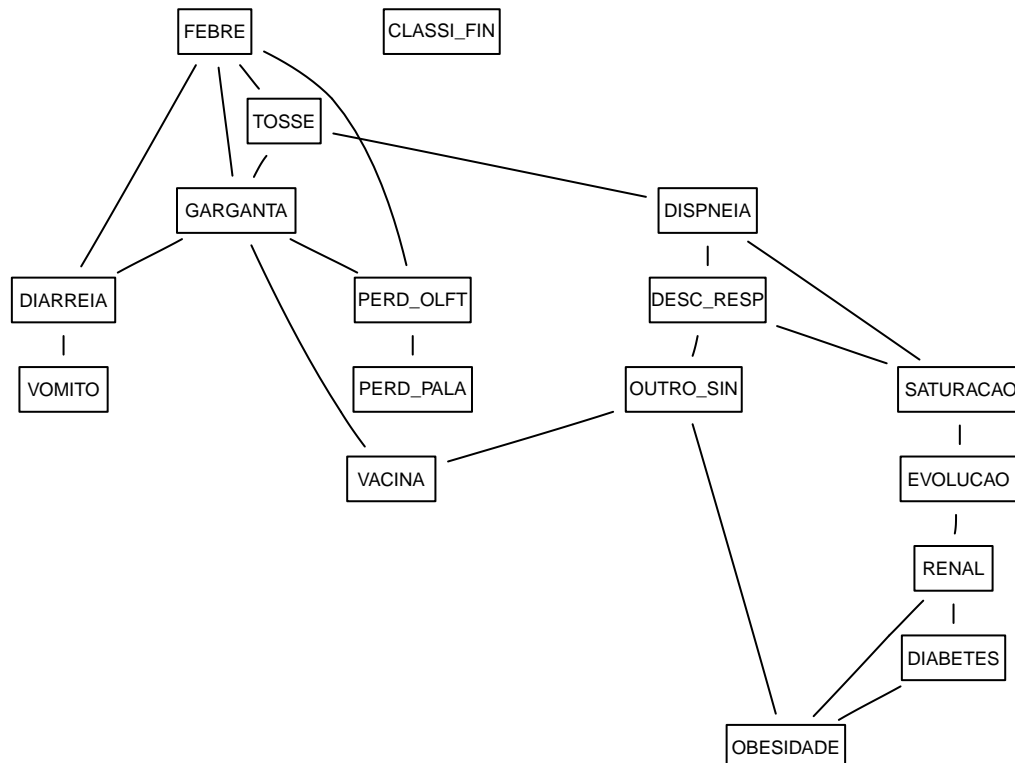 FEBRE
CLASSI_FIN
TOSSE
GARGANTA
DISPNEIA
DIARREIA
PERD_OLFT
DESC_RESP
VOMITO
PERD_PALA
OUTRO_SIN
SATURACAO
VACINA
EVOLUCAO
RENAL
DIABETES
OBESIDADE